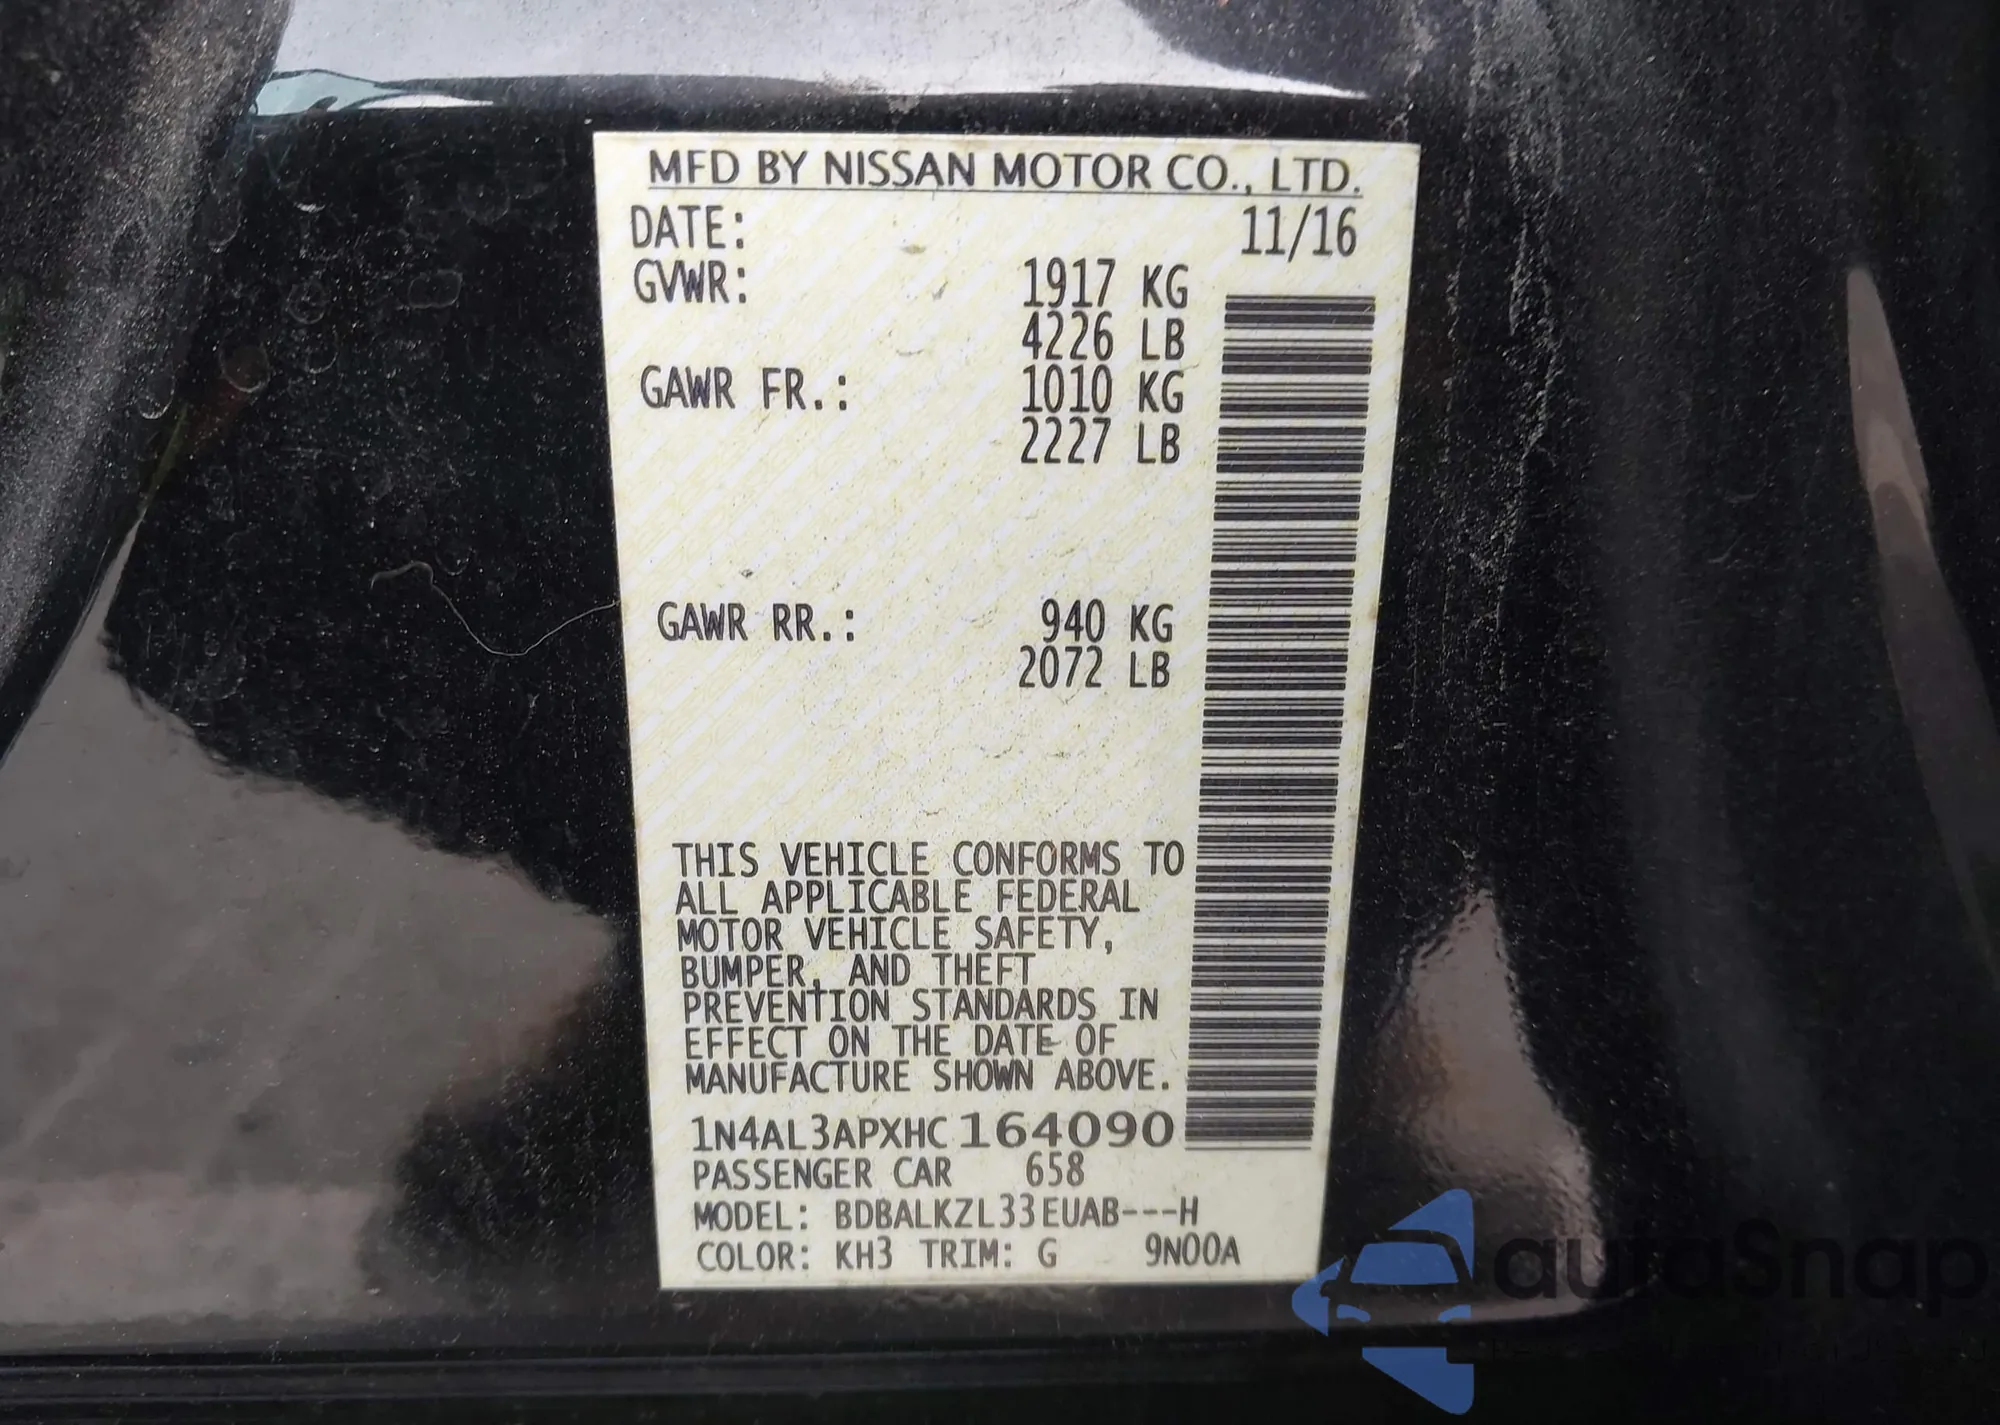 MFD BY NISSAN MOTOR CO., LTD.
DATE: 11/16
GVWR: 1917 KG
4226 LB
GAWR FR.: 1010 KG
2227 LB
GAWR RR.: 940 KG
2072 LB
THIS VEHICLE CONFORMS TO
ALL APPLICABLE FEDERAL
MOTOR VEHICLE SAFETY,
BUMPER, AND THEFT
PREVENTION STANDARDS IN
EFFECT ON THE DATE OF
MANUFACTURE SHOWN ABOVE.
1N4AL3APXHC164090
PASSENGER CAR 658
MODEL: BDBALKZL33EUAB---H
COLOR: KH3 TRIM: G 9N00A
autaSnap